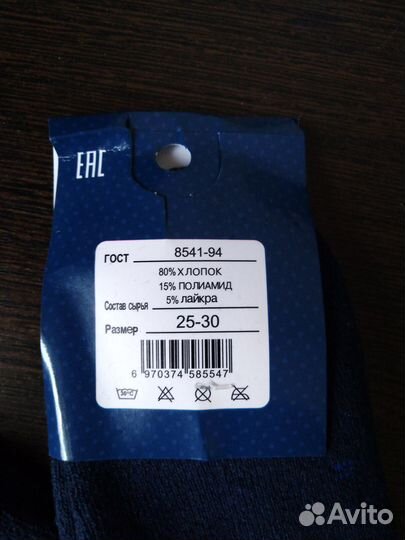 EAC
ГОСТ 8541-94
80% ХЛОПОК
15% ПОЛИАМИД
Состав сырья 5% лайкра
Размер 25-30
6 970374 585547
30°C
Avito